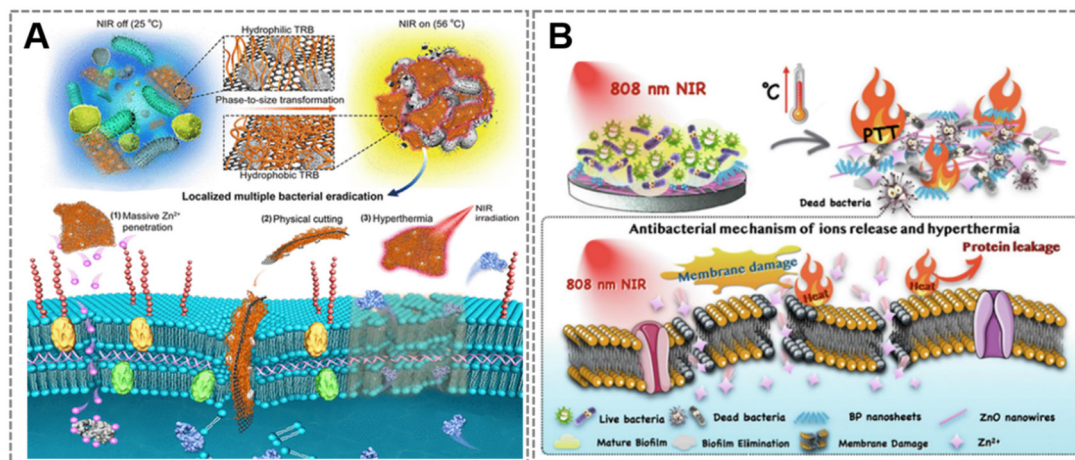 A
NIR off (25 °C)
NIR on (56 °C)
Hydrophilic TRB
Phase-to-size transformation
Hydrophobic TRB
Localized multiple bacterial eradication
(1) Massive Zn²⁺
penetration
(2) Physical cutting
(3) Hyperthermia
NIR
irradiation
B
808 nm NIR
°C
PTT
Dead bacteria
Antibacterial mechanism of ions release and hyperthermia
808 nm NIR
Membrane damage
Heat
Heat
Protein leakage
Live bacteria
Dead bacteria
BP nanosheets
ZnO nanowires
Mature Biofilm
Biofilm Elimination
Membrane Damage
Zn²⁺